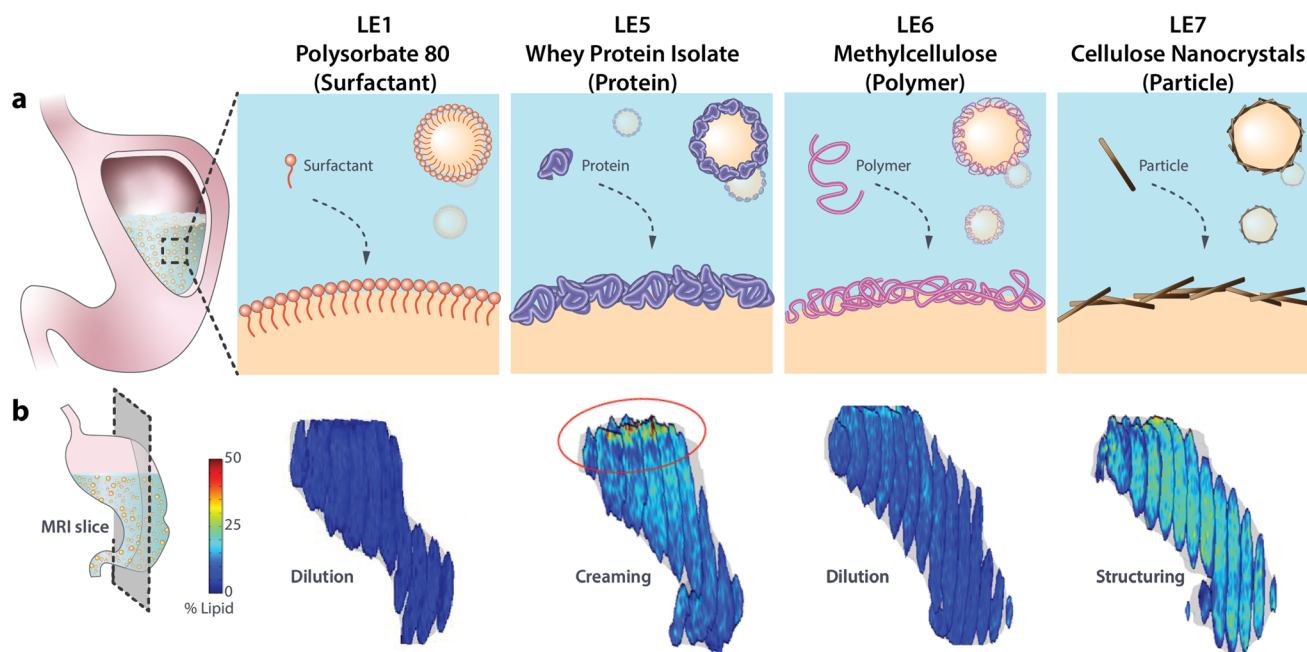 LE1
Polysorbate 80
(Surfactant)
LE5
Whey Protein Isolate
(Protein)
LE6
Methylcellulose
(Polymer)
LE7
Cellulose Nanocrystals
(Particle)
a
Surfactant
Protein
Polymer
Particle
b
MRI slice
50
25
0
% Lipid
Dilution
Creaming
Dilution
Structuring